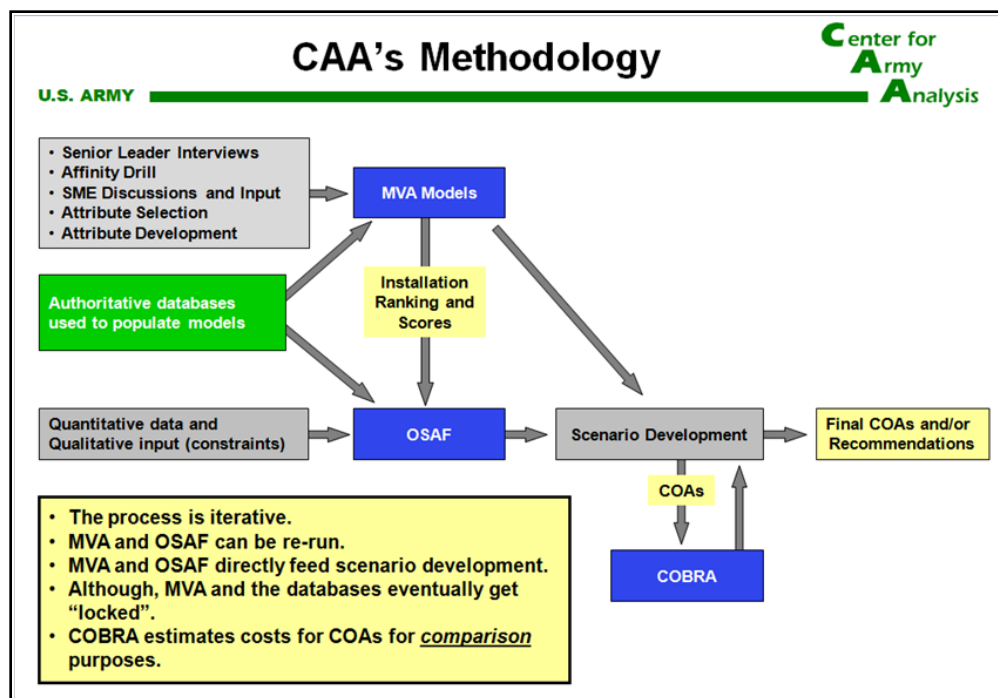 CAA's Methodology
Center for
Army
Analysis
U.S. ARMY
• Senior Leader Interviews
• Affinity Drill
• SME Discussions and Input
• Attribute Selection
• Attribute Development
MVA Models
Authoritative databases
used to populate models
Installation
Ranking and
Scores
Quantitative data and
Qualitative input (constraints)
OSAF
Scenario Development
Final COAs and/or
Recommendations
COAs
COBRA
• The process is iterative.
• MVA and OSAF can be re-run.
• MVA and OSAF directly feed scenario development.
• Although, MVA and the databases eventually get
“locked”.
• COBRA estimates costs for COAs for comparison
purposes.